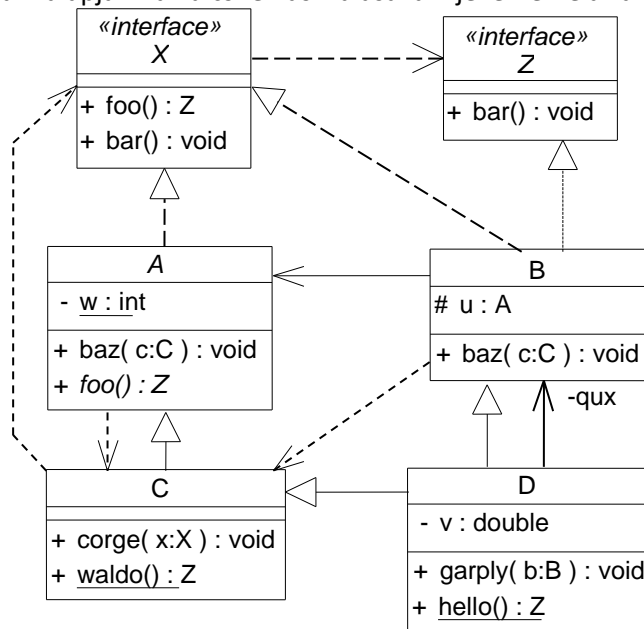 «interface»
X
+ foo() : Z
+ bar() : void
«interface»
Z
+ bar() : void
A
- w : int
+ baz( c:C ) : void
+ foo() : Z
B
# u : A
+ baz( c:C ) : void
-qux
C
+ corge( x:X ) : void
+ waldo() : Z
D
- v : double
+ garply( b:B ) : void
+ hello() : Z